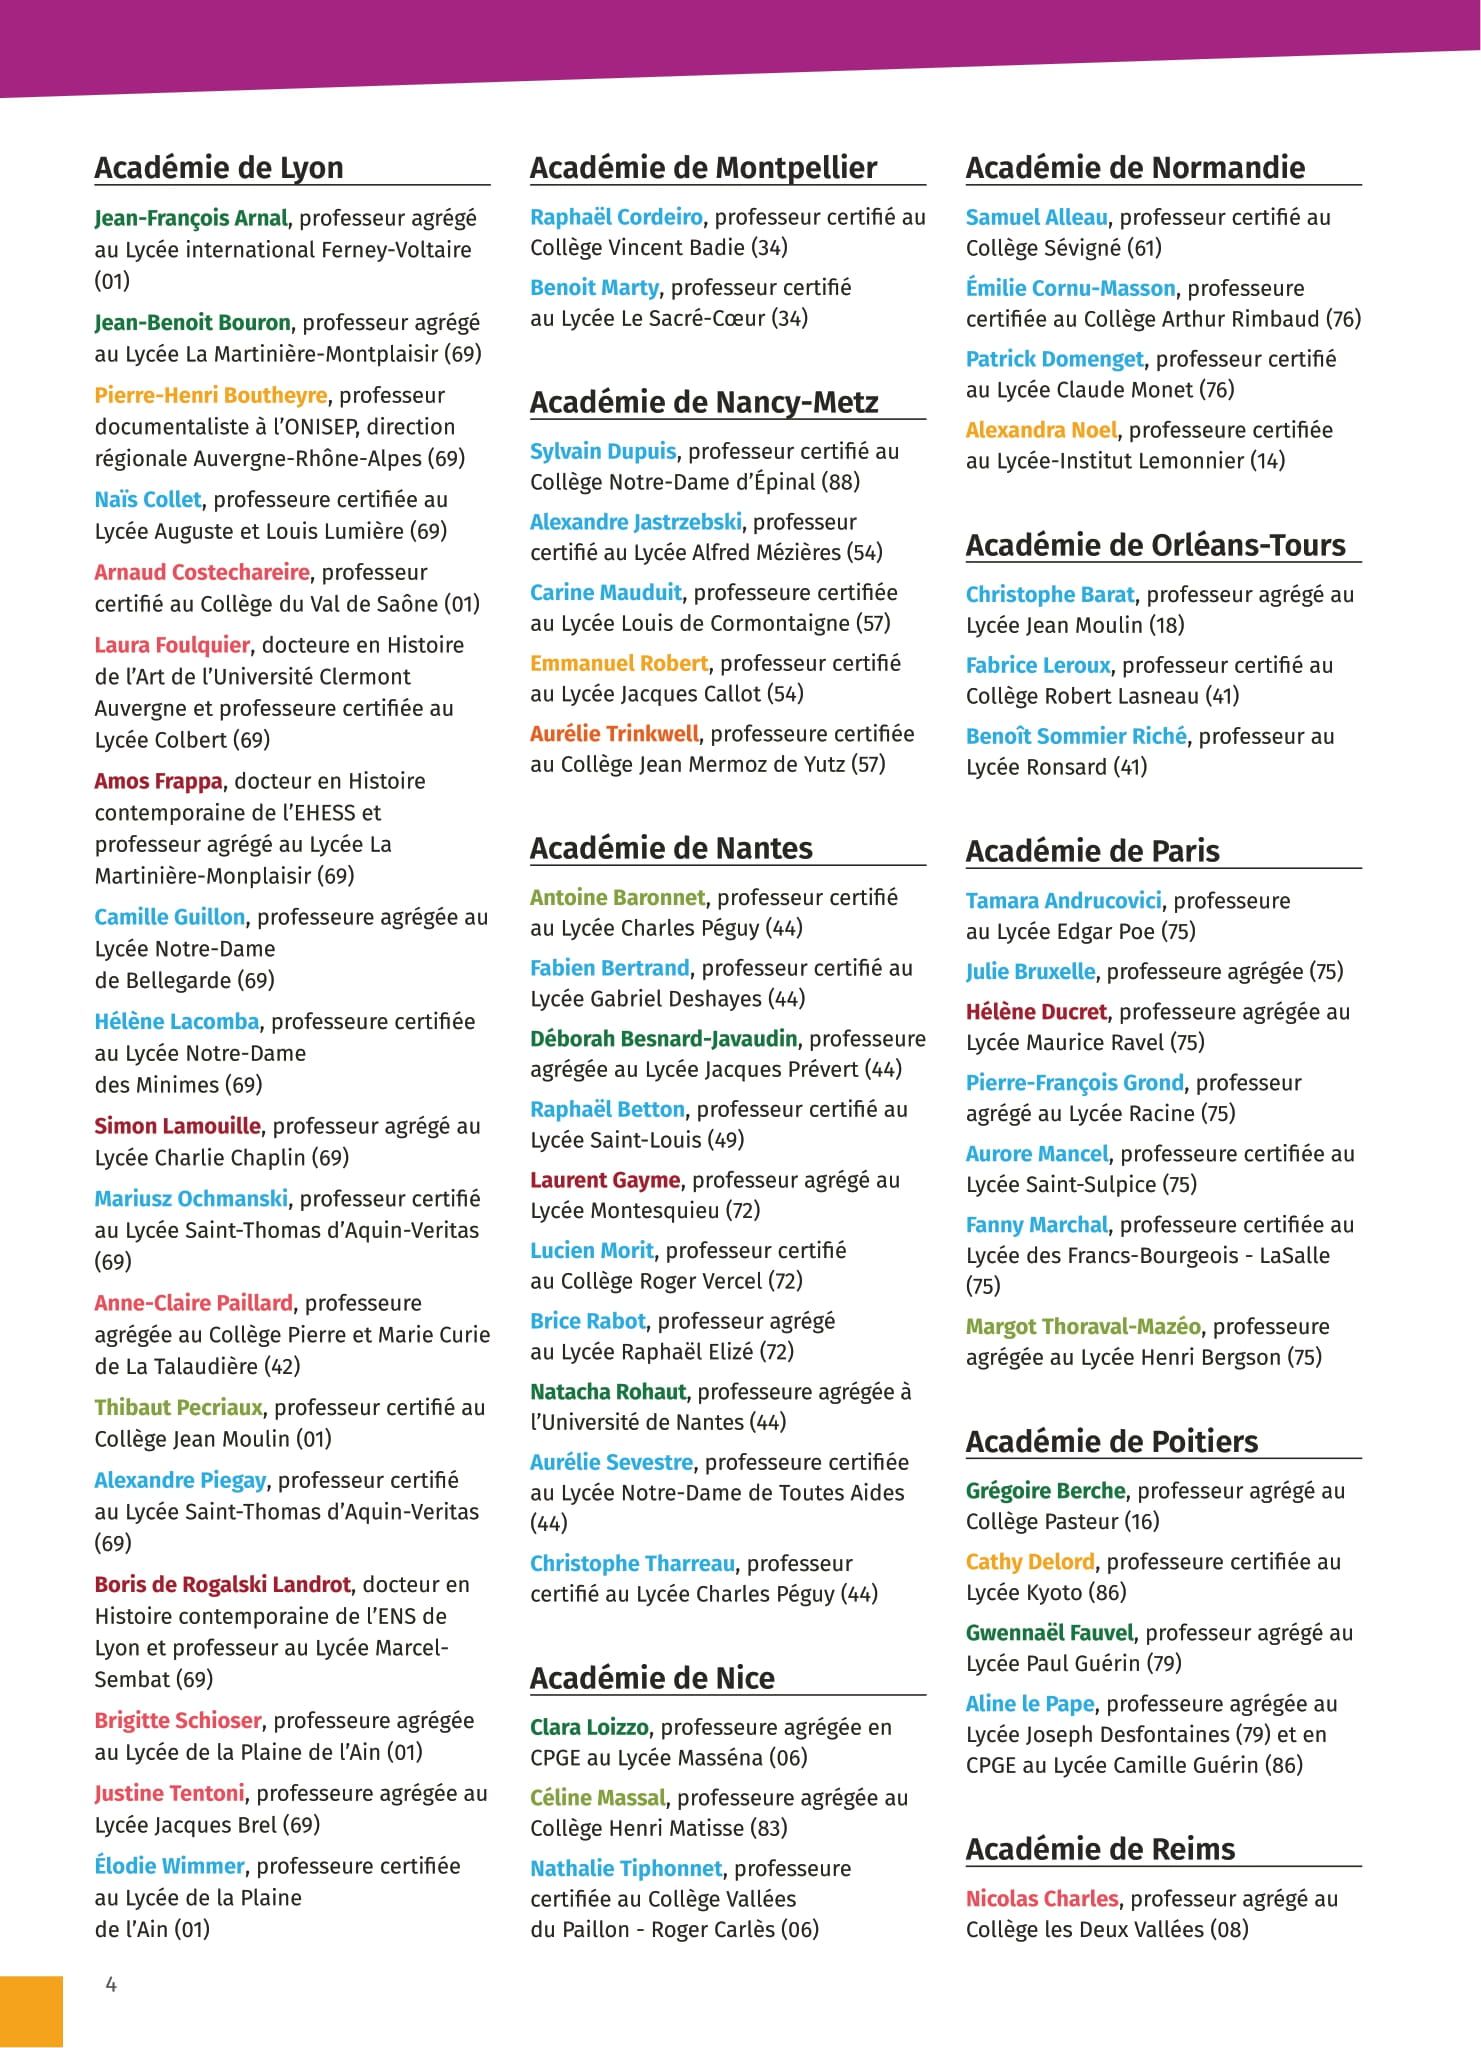 Académie de Lyon
Jean-François Arnal, professeur agrégé
au Lycée international Ferney-Voltaire
(01)
Jean-Benoit Bouron, professeur agrégé
au Lycée La Martinière-Montplaisir (69)
Pierre-Henri Boutheyre, professeur
documentaliste à l’ONISEP, direction
régionale Auvergne-Rhône-Alpes (69)
Naïs Collet, professeure certifiée au
Lycée Auguste et Louis Lumière (69)
Arnaud Costechareire, professeur
certifié au Collège du Val de Saône (01)
Laura Foulquier, docteure en Histoire
de l’Art de l’Université Clermont
Auvergne et professeure certifiée au
Lycée Colbert (69)
Amos Frappa, docteur en Histoire
contemporaine de l’EHESS et
professeur agrégé au Lycée La
Martinière-Monplaisir (69)
Camille Guillon, professeure agrégée au
Lycée Notre-Dame
de Bellegarde (69)
Hélène Lacomba, professeure certifiée
au Lycée Notre-Dame
des Minimes (69)
Simon Lamouille, professeur agrégé au
Lycée Charlie Chaplin (69)
Mariusz Ochmanski, professeur certifié
au Lycée Saint-Thomas d’Aquin-Veritas
(69)
Anne-Claire Paillard, professeure
agrégée au Collège Pierre et Marie Curie
de La Talaudière (42)
Thibaut Pecriaux, professeur certifié au
Collège Jean Moulin (01)
Alexandre Piegay, professeur certifié
au Lycée Saint-Thomas d’Aquin-Veritas
(69)
Boris de Rogalski Landrot, docteur en
Histoire contemporaine de l’ENS de
Lyon et professeur au Lycée Marcel-
Sembat (69)
Brigitte Schioser, professeure agrégée
au Lycée de la Plaine de l’Ain (01)
Justine Tentoni, professeure agrégée au
Lycée Jacques Brel (69)
Élodie Wimmer, professeure certifiée
au Lycée de la Plaine
de l’Ain (01)
Académie de Montpellier
Raphaël Cordeiro, professeur certifié au
Collège Vincent Badie (34)
Benoit Marty, professeur certifié
au Lycée Le Sacré-Cœur (34)
Académie de Nancy-Metz
Sylvain Dupuis, professeur certifié au
Collège Notre-Dame d’Épinal (88)
Alexandre Jastrzebski, professeur
certifié au Lycée Alfred Mézières (54)
Carine Mauduit, professeure certifiée
au Lycée Louis de Cormontaigne (57)
Emmanuel Robert, professeur certifié
au Lycée Jacques Callot (54)
Aurélie Trinkwell, professeure certifiée
au Collège Jean Mermoz de Yutz (57)
Académie de Nantes
Antoine Baronnet, professeur certifié
au Lycée Charles Péguy (44)
Fabien Bertrand, professeur certifié au
Lycée Gabriel Deshayes (44)
Déborah Besnard-Javaudin, professeure
agrégée au Lycée Jacques Prévert (44)
Raphaël Betton, professeur certifié au
Lycée Saint-Louis (49)
Laurent Gayme, professeur agrégé au
Lycée Montesquieu (72)
Lucien Morit, professeur certifié
au Collège Roger Vercel (72)
Brice Rabot, professeur agrégé
au Lycée Raphaël Elizé (72)
Natacha Rohaut, professeure agrégée à
l’Université de Nantes (44)
Aurélie Sevestre, professeure certifiée
au Lycée Notre-Dame de Toutes Aides
(44)
Christophe Tharreau, professeur
certifié au Lycée Charles Péguy (44)
Académie de Nice
Clara Loizzo, professeure agrégée en
CPGE au Lycée Masséna (06)
Céline Massal, professeure agrégée au
Collège Henri Matisse (83)
Nathalie Tiphonnet, professeure
certifiée au Collège Vallées
du Paillon - Roger Carlès (06)
Académie de Normandie
Samuel Alleau, professeur certifié au
Collège Sévigné (61)
Émilie Cornu-Masson, professeure
certifiée au Collège Arthur Rimbaud (76)
Patrick Domenget, professeur certifié
au Lycée Claude Monet (76)
Alexandra Noel, professeure certifiée
au Lycée-Institut Lemonnier (14)
Académie de Orléans-Tours
Christophe Barat, professeur agrégé au
Lycée Jean Moulin (18)
Fabrice Leroux, professeur certifié au
Collège Robert Lasneau (41)
Benoît Sommier Riché, professeur au
Lycée Ronsard (41)
Académie de Paris
Tamara Andrucovici, professeure
au Lycée Edgar Poe (75)
Julie Bruxelle, professeure agrégée (75)
Hélène Ducret, professeure agrégée au
Lycée Maurice Ravel (75)
Pierre-François Grond, professeur
agrégé au Lycée Racine (75)
Aurore Mancel, professeure certifiée au
Lycée Saint-Sulpice (75)
Fanny Marchal, professeure certifiée au
Lycée des Francs-Bourgeois - LaSalle
(75)
Margot Thoraval-Mazéo, professeure
agrégée au Lycée Henri Bergson (75)
Académie de Poitiers
Grégoire Berche, professeur agrégé au
Collège Pasteur (16)
Cathy Delord, professeure certifiée au
Lycée Kyoto (86)
Gwennaël Fauvel, professeur agrégé au
Lycée Paul Guérin (79)
Aline le Pape, professeure agrégée au
Lycée Joseph Desfontaines (79) et en
CPGE au Lycée Camille Guérin (86)
Académie de Reims
Nicolas Charles, professeur agrégé au
Collège les Deux Vallées (08)
4